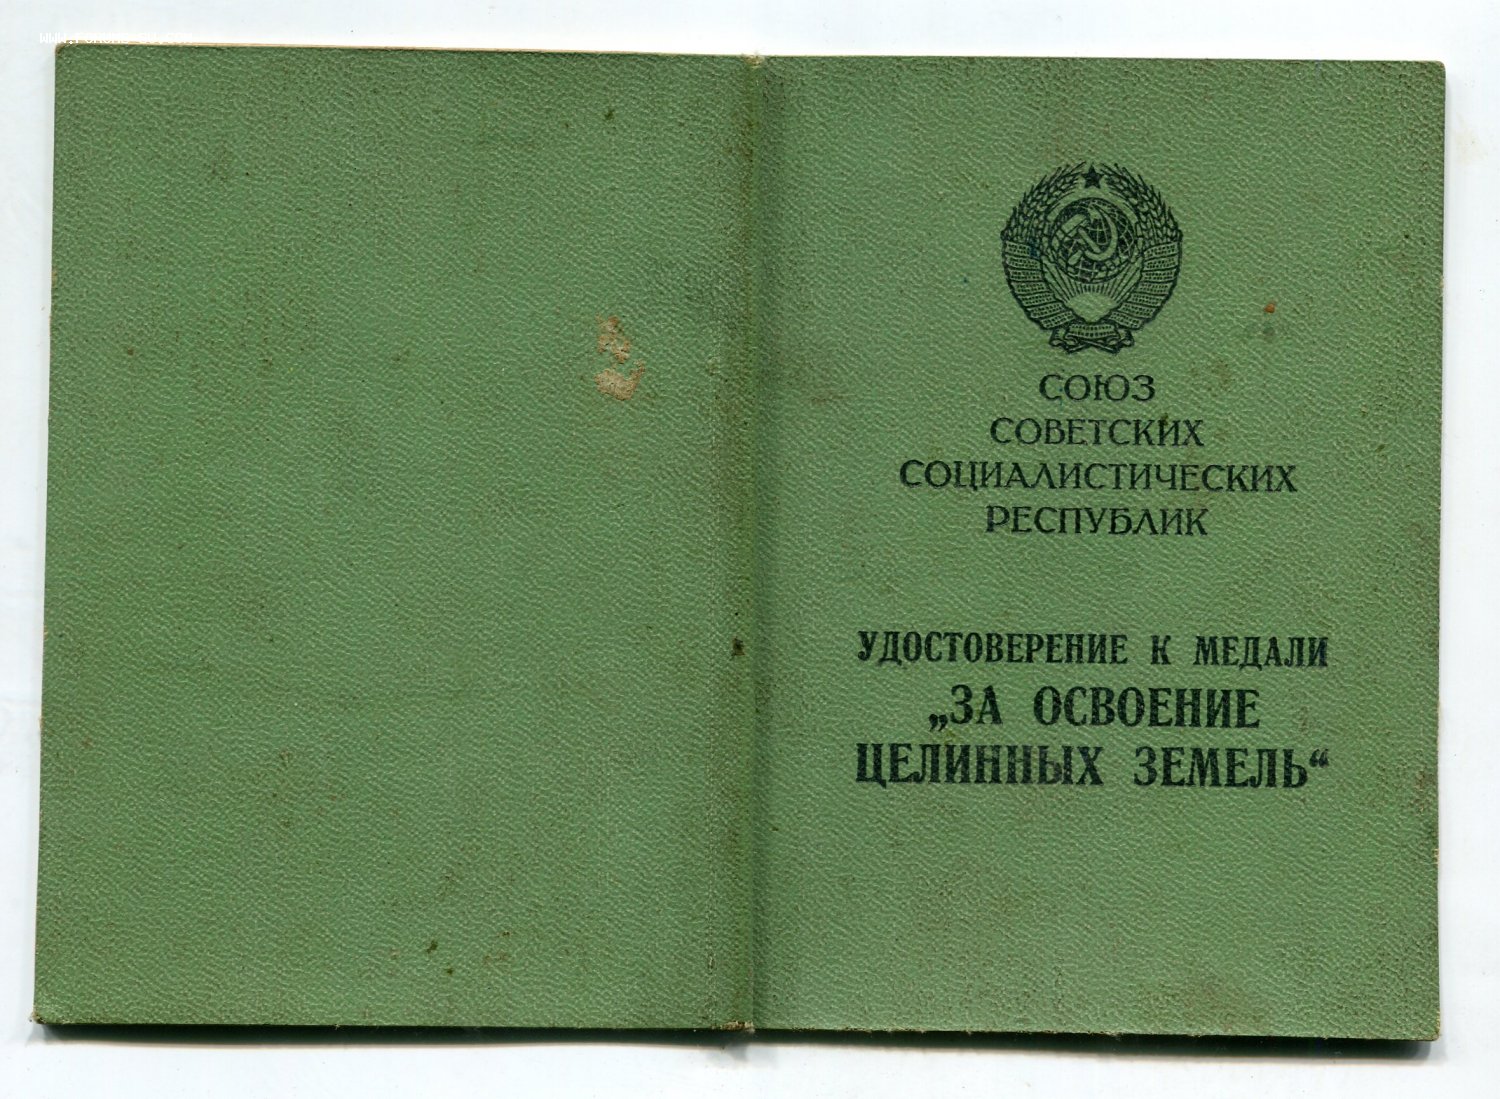 СОЮЗ
СОВЕТСКИХ
СОЦИАЛИСТИЧЕСКИХ
РЕСПУБЛИК
УДОСТОВЕРЕНИЕ К МЕДАЛИ
„ЗА ОСВОЕНИЕ
ЦЕЛИННЫХ ЗЕМЕЛЬ“